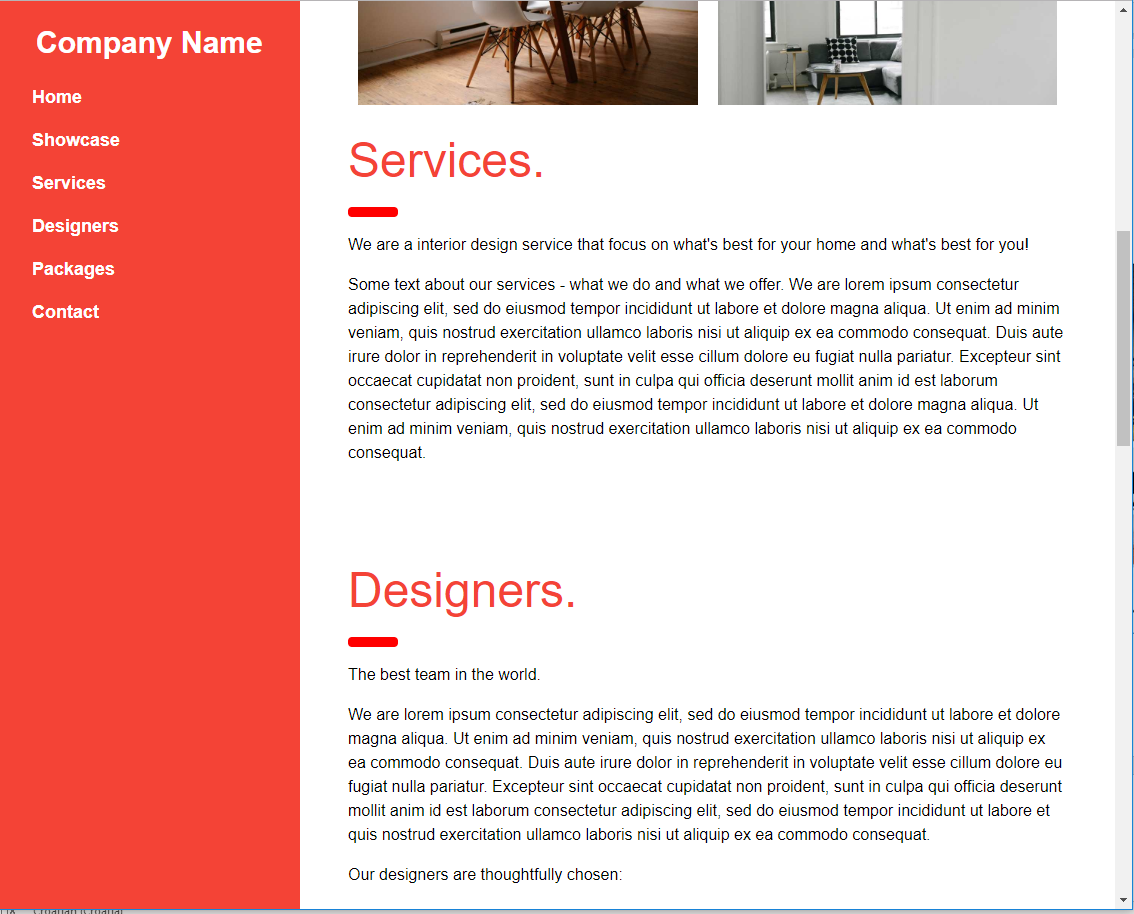 Company Name
Home
Showcase
Services
Designers
Packages
Contact
Services.
We are a interior design service that focus on what's best for your home and what's best for you!
Some text about our services - what we do and what we offer. We are lorem ipsum consectetur
adipiscing elit, sed do eiusmod tempor incididunt ut labore et dolore magna aliqua. Ut enim ad minim
veniam, quis nostrud exercitation ullamco laboris nisi ut aliquip ex ea commodo consequat. Duis aute
irure dolor in reprehenderit in voluptate velit esse cillum dolore eu fugiat nulla pariatur. Excepteur sint
occaecat cupidatat non proident, sunt in culpa qui officia deserunt mollit anim id est laborum
consectetur adipiscing elit, sed do eiusmod tempor incididunt ut labore et dolore magna aliqua. Ut
enim ad minim veniam, quis nostrud exercitation ullamco laboris nisi ut aliquip ex ea commodo
consequat.
Designers.
The best team in the world.
We are lorem ipsum consectetur adipiscing elit, sed do eiusmod tempor incididunt ut labore et dolore
magna aliqua. Ut enim ad minim veniam, quis nostrud exercitation ullamco laboris nisi ut aliquip ex
ea commodo consequat. Duis aute irure dolor in reprehenderit in voluptate velit esse cillum dolore eu
fugiat nulla pariatur. Excepteur sint occaecat cupidatat non proident, sunt in culpa qui officia deserunt
mollit anim id est laborum consectetur adipiscing elit, sed do eiusmod tempor incididunt ut labore et
quis nostrud exercitation ullamco laboris nisi ut aliquip ex ea commodo consequat.
Our designers are thoughtfully chosen: